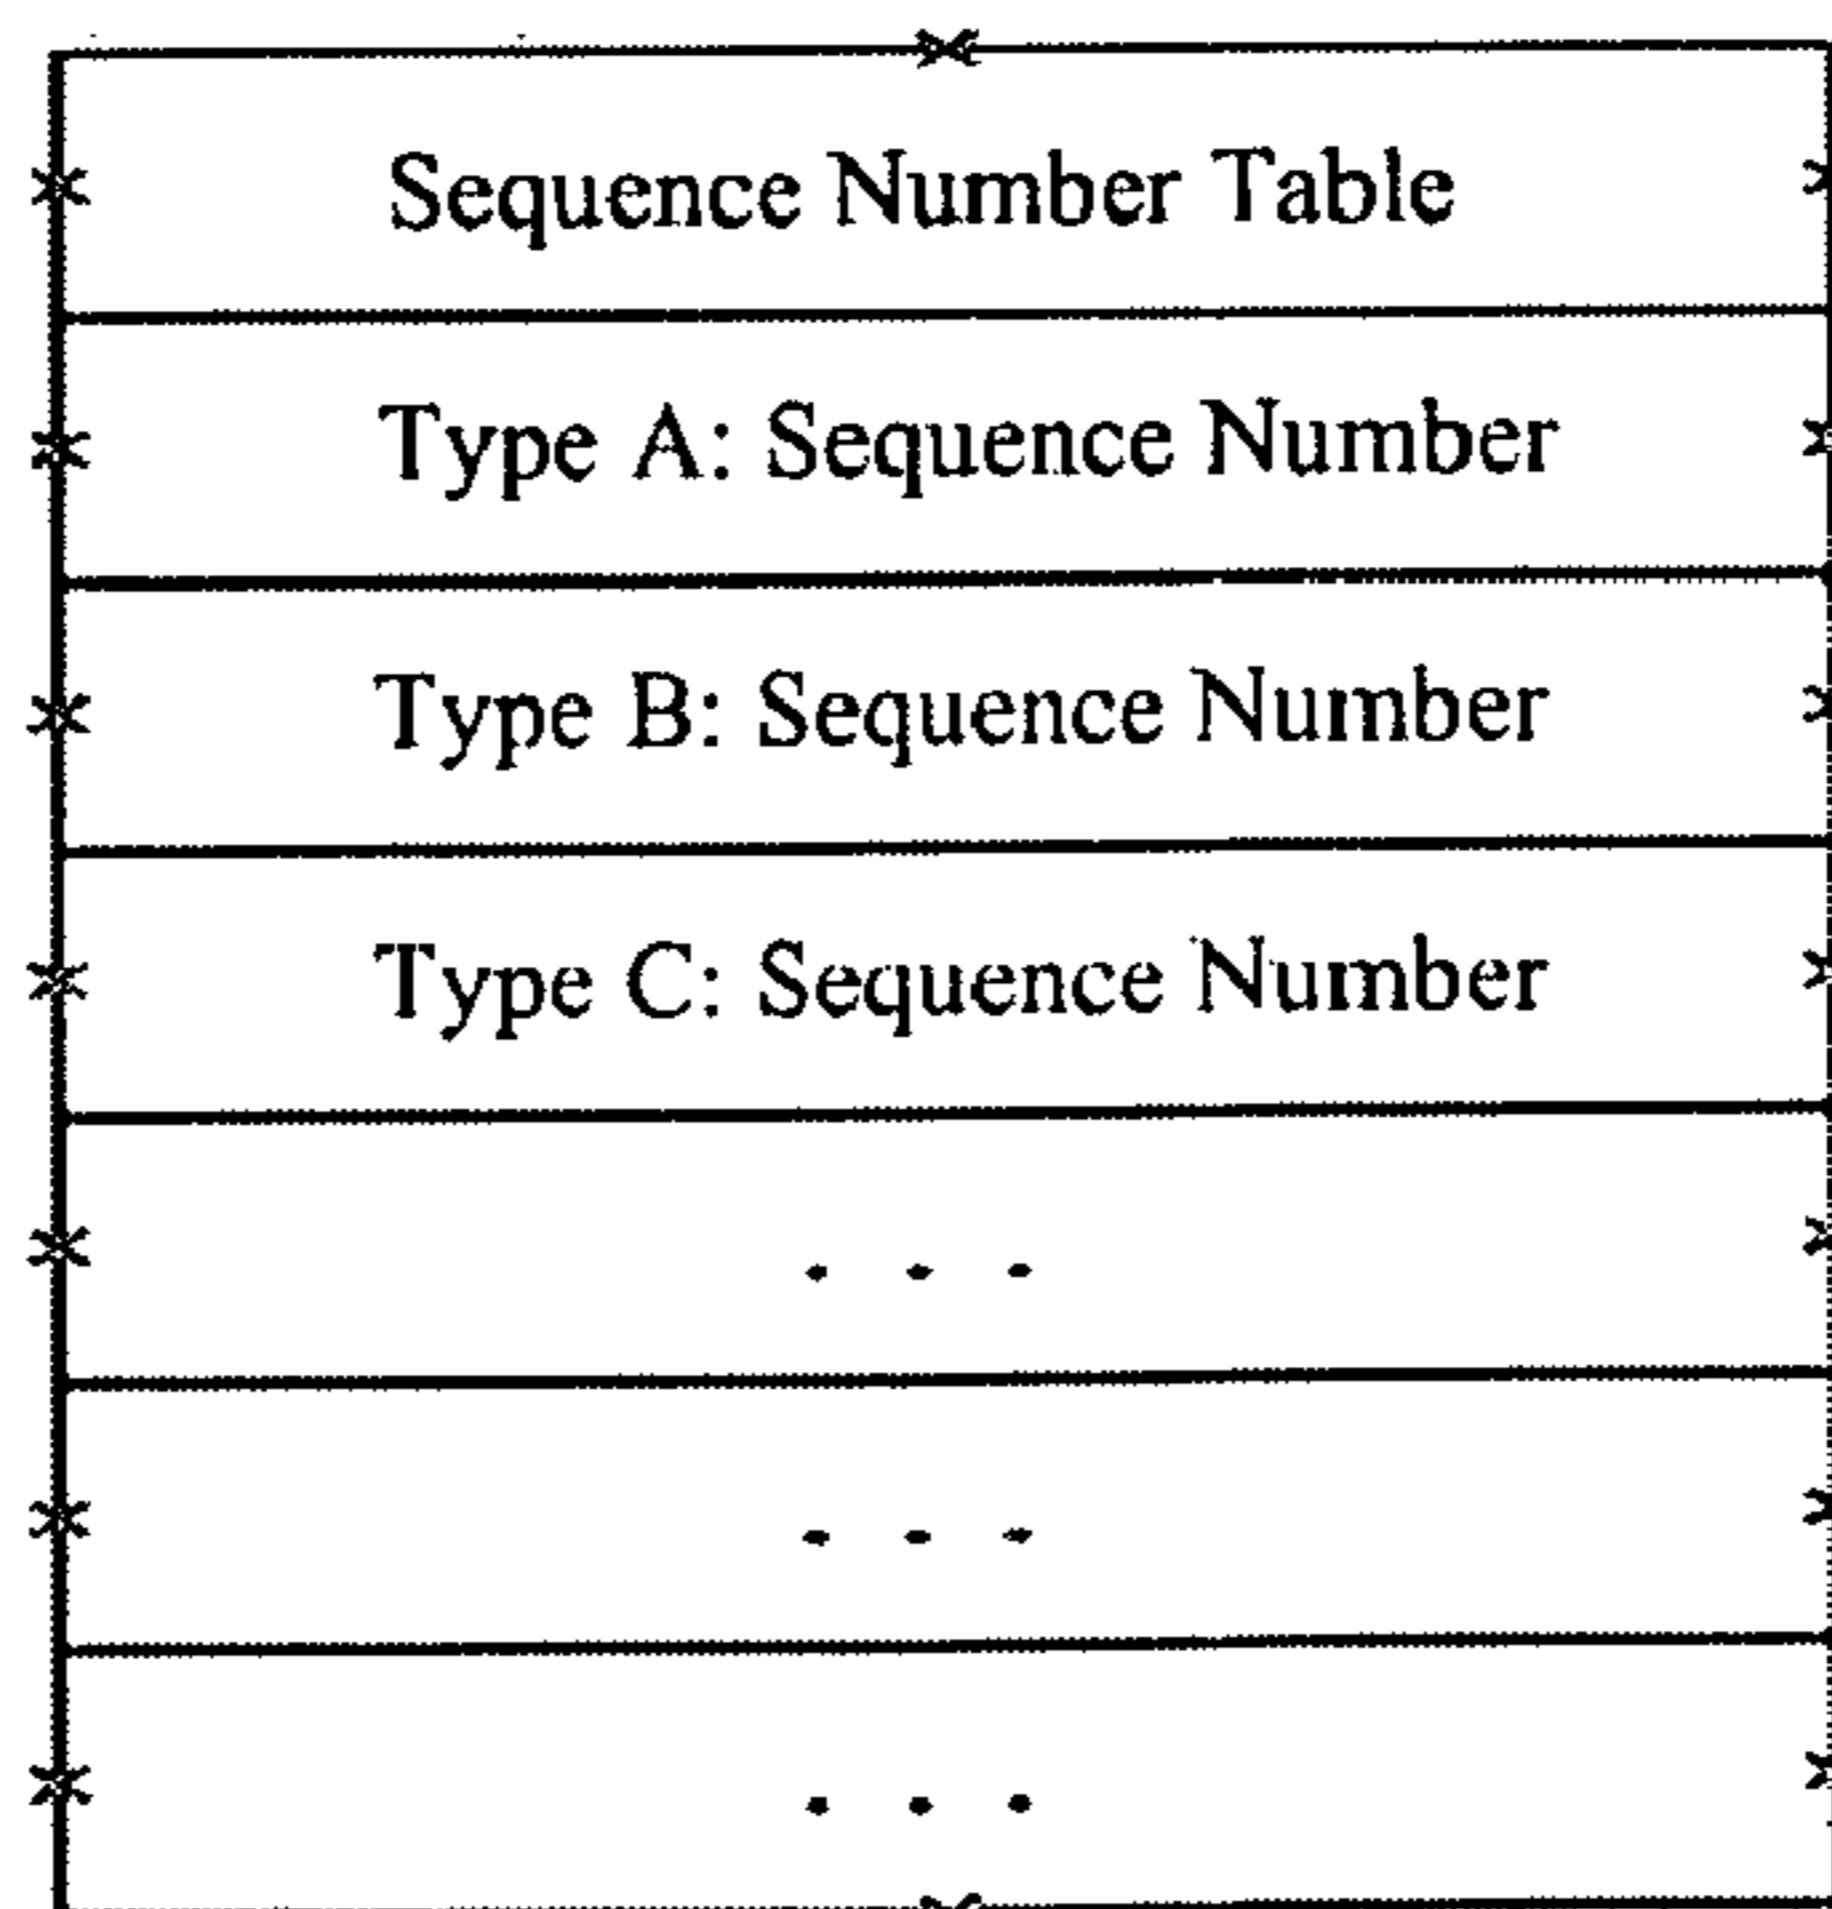 Sequence Number Table
Type A: Sequence Number
Type B: Sequence Number
Type C: Sequence Number
. . .
. . .
. . .